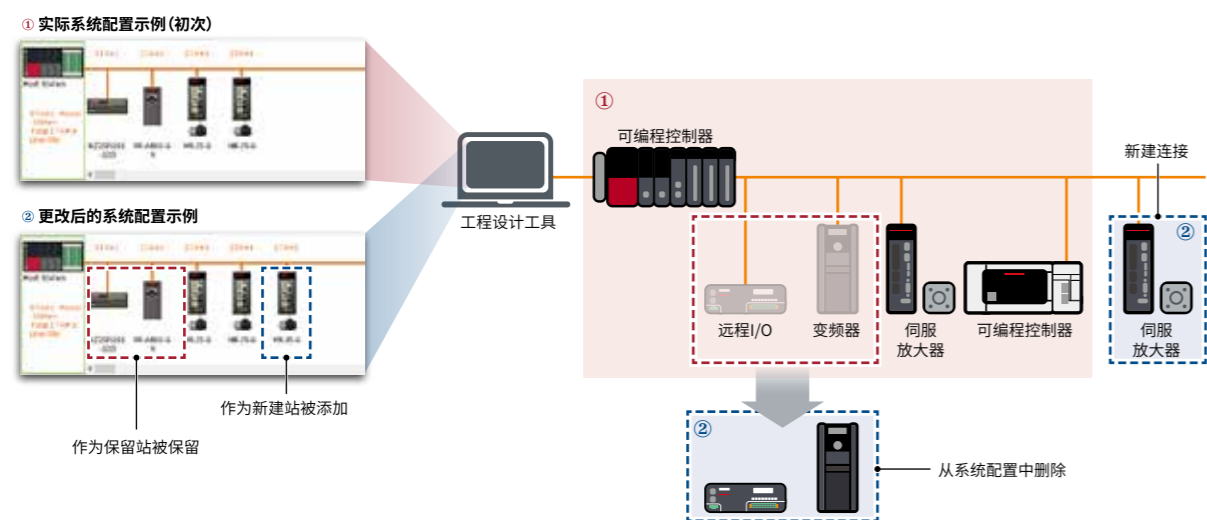 ① 实际系统配置示例(初次)
Host Station
② 更改后的系统配置示例
Host Station
作为新建站被添加
作为保留站被保留
工程设计工具
①
可编程控制器
远程I/O
变频器
伺服
放大器
可编程控制器
新建连接
②
伺服
放大器
②
从系统配置中删除